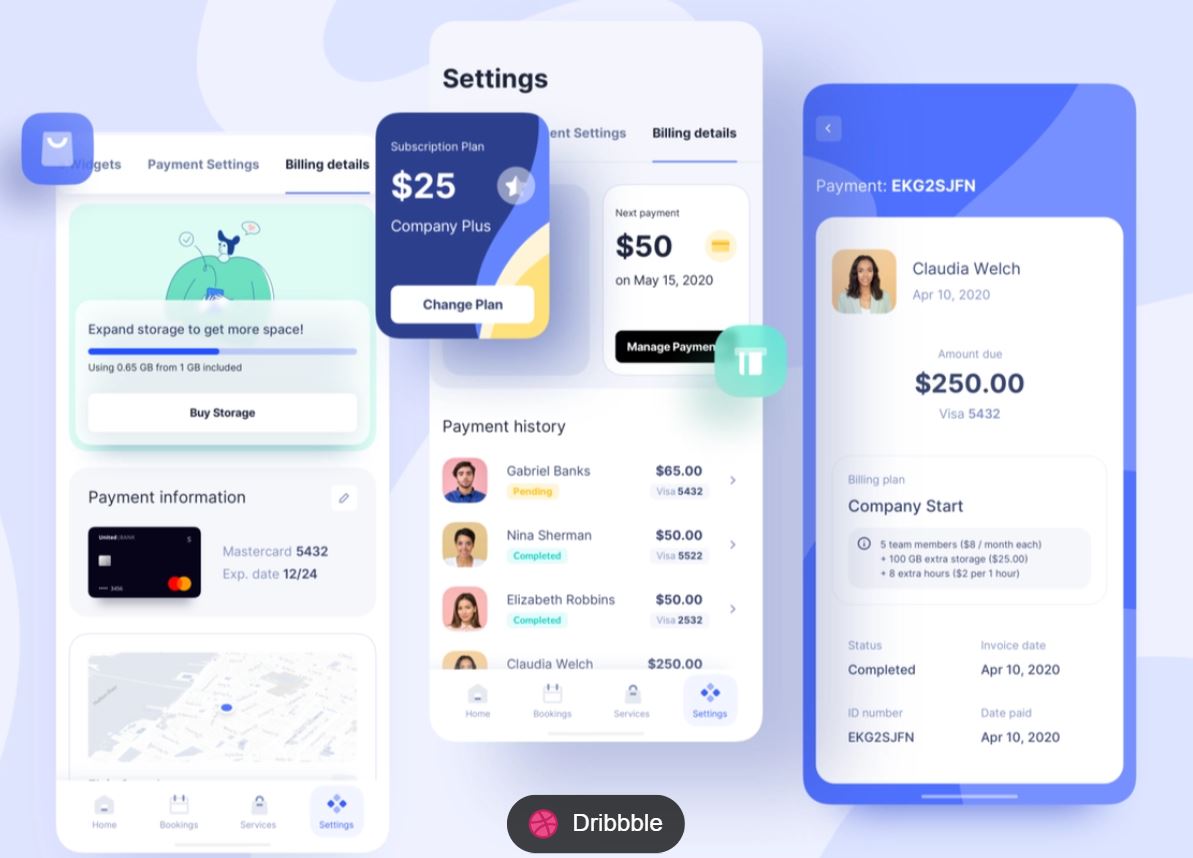 Widgets
Payment Settings
Billing details
Expand storage to get more space!
Using 0.65 GB from 1 GB included
Buy Storage
Payment information
United BANK
S
•••• 3456
Mastercard 5432
Exp. date 12/24
Home
Bookings
Services
Settings
Settings
ent Settings
Billing details
Subscription Plan
$25
Company Plus
Change Plan
Next payment
$50
on May 15, 2020
Manage Paymen
Payment history
Gabriel Banks
$65.00
Pending
Visa 5432
Nina Sherman
$50.00
Completed
Visa 5522
Elizabeth Robbins
$50.00
Completed
Visa 2532
Claudia Welch
$250.00
Home
Bookings
Services
Settings
Payment: EKG2SJFN
Claudia Welch
Apr 10, 2020
Amount due
$250.00
Visa 5432
Billing plan
Company Start
5 team members ($8 / month each)
+ 100 GB extra storage ($25.00)
+ 8 extra hours ($2 per 1 hour)
Status
Invoice date
Completed
Apr 10, 2020
ID number
Date paid
EKG2SJFN
Apr 10, 2020
Dribbble